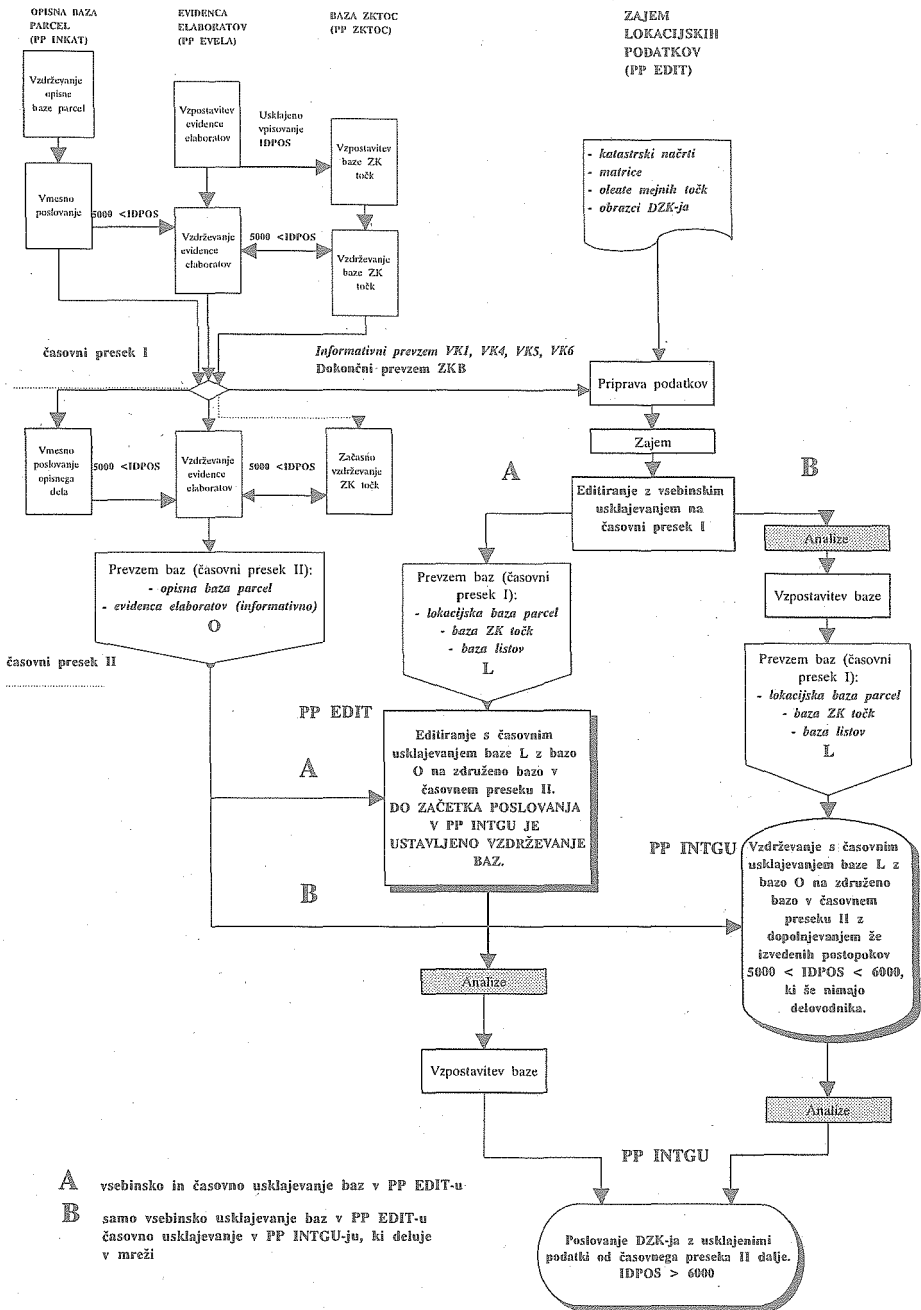 OPISNA BAZA
PARCEL
(PP INKAT)
EVIDENCA
ELABORATOV
(PP EVELA)
BAZA ZKTOC
(PP ZKTOC)
ZAJEM
LOKACIJSKIH
PODATKOV
(PP EDIT)
Vzdrževanje
opisne
baze parcel
Vzpostavitev
evidence
elaboratov
Usklajeno
vpisovanje
IDPOS
Vzpostavitev
baze ZK
točk
- katastrski načrti
- matrice
- oleate mejnih točk
- obrazci DZK-ja
Vmesno
poslovanje
5000 <IDPOS
Vzdrževanje
evidence
elaboratov
5000 <IDPOS
Vzdrževanje
baze ZK
točk
časovni presek I
Informativni prevzem VK1, VK4, VK5, VK6
Dokončni prevzem ZKB
Priprava podatkov
Zajem
Vmesno
poslovanje
opisnega
dela
5000 <IDPOS
Vzdrževanje
evidence
elaboratov
5000 <IDPOS
Začasno
vzdrževanje
ZK točk
A
B
Editiranje z vsebinskim
usklajevanjem na
časovni presek I
Analize
Prevzem baz (časovni presek II):
- opisna baza parcel
- evidenca elaboratov (informativno)
O
Prevzem baz (časovni
presek I):
- lokacijska baza parcel
- baza ZK točk
- baza listov
L
Vzpostavitev baze
časovni presek II
Prevzem baz (časovni
presek I):
- lokacijska baza parcel
- baza ZK točk
- baza listov
L
PP EDIT
A
Editiranje s časovnim
usklajevanjem baze L z bazo
O na združeno bazo v
časovnem preseku II.
DO ZAČETKA POSLOVANJA
V PP INTGU JE
USTAVLJENO VZDRŽEVANJE
BAZ.
PP INTGU
Vzdrževanje s časovnim
usklajevanjem baze L z
bazo O na združeno
bazo v časovnem
preseku II z
dopolnjevanjem že
izvedenih postopokov
5000 < IDPOS < 6000,
ki še nimajo
delovodnika.
B
Analize
Vzpostavitev baze
Analize
PP INTGU
A vsebinsko in časovno usklajevanje baz v PP EDIT-u
B samo vsebinsko usklajevanje baz v PP EDIT-u
časovno usklajevanje v PP INTGU-ju, ki deluje
v mreži
Poslovanje DZK-ja z usklajenimi
podatki od časovnega preseka II dalje.
IDPOS > 6000